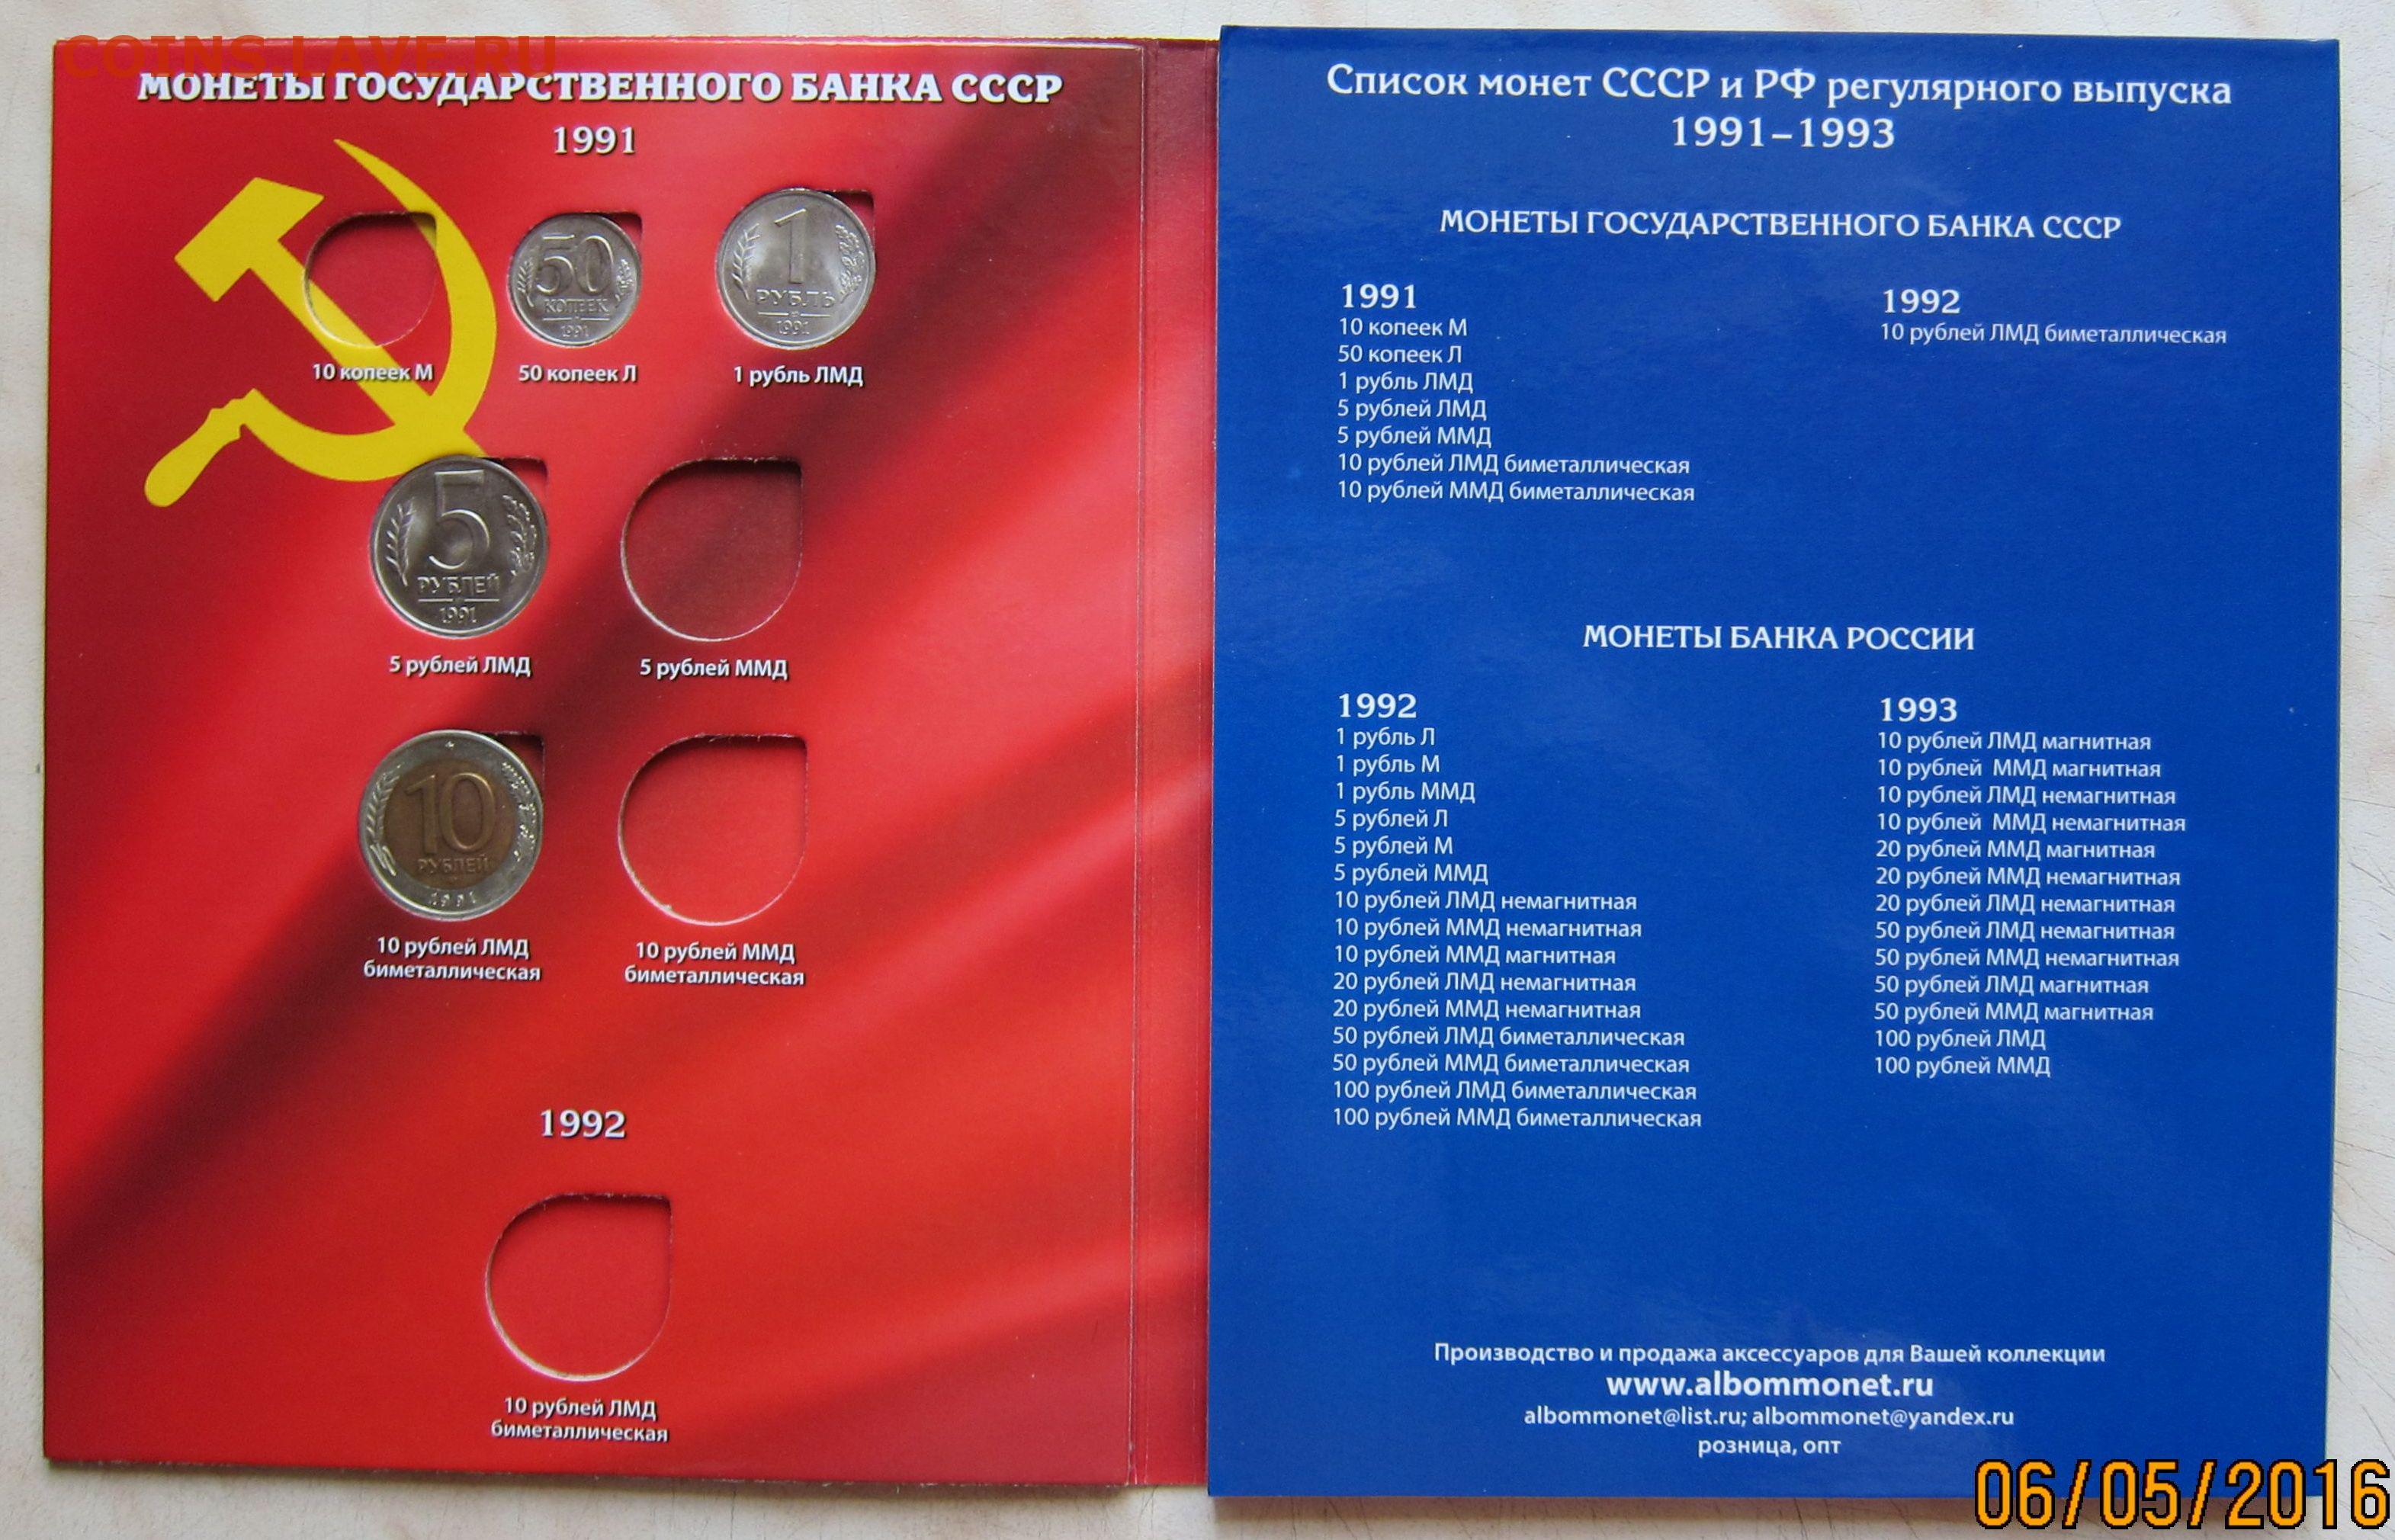 COINS.LAVE.RU
МОНЕТЫ ГОСУДАРСТВЕННОГО БАНКА СССР
1991
50
КОПЕЕК
1991
1
РУБЛЬ
1991
10 копеек М
50 копеек Л
1 рубль ЛМД
5
РУБЛЕЙ
1991
5 рублей ЛМД
5 рублей ММД
10
РУБЛЕЙ
1991
10 рублей ЛМД
биметаллическая
10 рублей ММД
биметаллическая
1992
10 рублей ЛМД
биметаллическая
Список монет СССР и РФ регулярного выпуска
1991–1993
МОНЕТЫ ГОСУДАРСТВЕННОГО БАНКА СССР
1991
10 копеек М
50 копеек Л
1 рубль ЛМД
5 рублей ЛМД
5 рублей ММД
10 рублей ЛМД биметаллическая
10 рублей ММД биметаллическая
1992
10 рублей ЛМД биметаллическая
МОНЕТЫ БАНКА РОССИИ
1992
1 рубль Л
1 рубль М
1 рубль ММД
5 рублей Л
5 рублей М
5 рублей ММД
10 рублей ЛМД немагнитная
10 рублей ММД немагнитная
10 рублей ММД магнитная
20 рублей ЛМД немагнитная
20 рублей ММД немагнитная
50 рублей ЛМД биметаллическая
50 рублей ММД биметаллическая
100 рублей ЛМД биметаллическая
100 рублей ММД биметаллическая
1993
10 рублей ЛМД магнитная
10 рублей ММД магнитная
10 рублей ЛМД немагнитная
10 рублей ММД немагнитная
20 рублей ММД магнитная
20 рублей ММД немагнитная
20 рублей ЛМД немагнитная
50 рублей ЛМД немагнитная
50 рублей ММД немагнитная
50 рублей ЛМД магнитная
50 рублей ММД магнитная
100 рублей ЛМД
100 рублей ММД
Производство и продажа аксессуаров для Вашей коллекции
www.albommonet.ru
albommonet@list.ru; albommonet@yandex.ru
розница, опт
06/05/2016